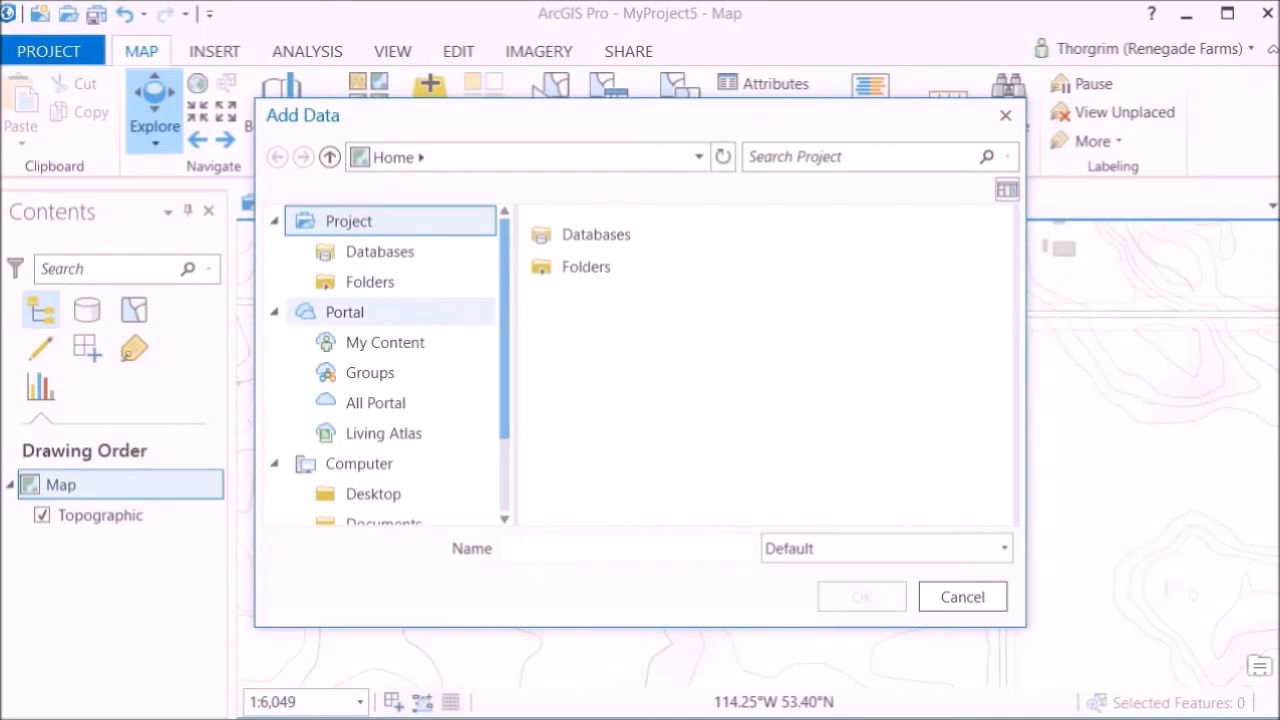 ArcGIS Pro - MyProject5 - Map
?
PROJECT
MAP
INSERT
ANALYSIS
VIEW
EDIT
IMAGERY
SHARE
Thorgrim (Renegade Farms)
Paste
Cut
Copy
Clipboard
Explore
Navigate
Attributes
Pause
View Unplaced
More
Labeling
Contents
Search
Drawing Order
Map
Topographic
Add Data
Home
Search Project
Project
Databases
Folders
Portal
My Content
Groups
All Portal
Living Atlas
Computer
Desktop
Documents
Databases
Folders
Name
Default
OK
Cancel
1:6,049
114.25°W 53.40°N
Selected Features: 0